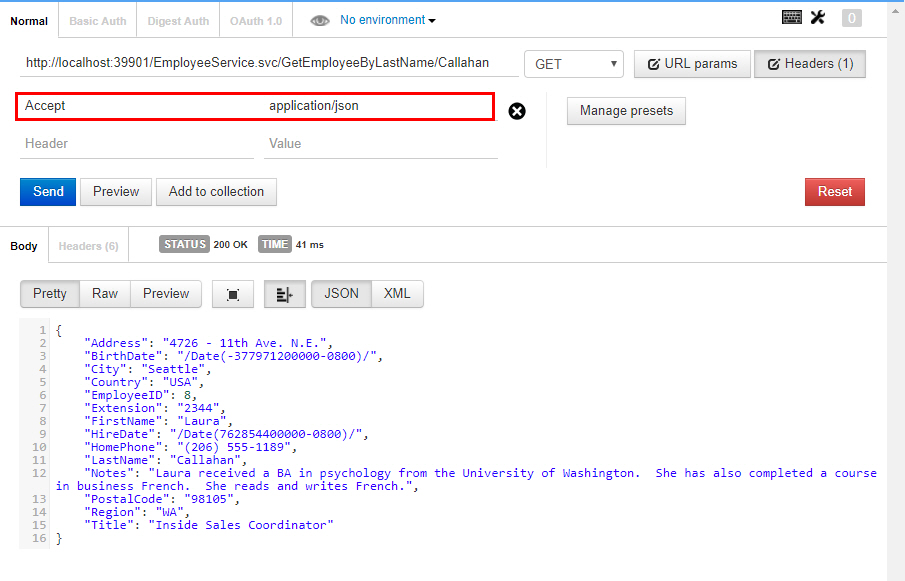 Normal Basic Auth Digest Auth OAuth 1.0 No environment 0
http://localhost:39901/EmployeeService.svc/GetEmployeeByLastName/Callahan GET URL params Headers (1)
Accept application/json Manage presets
Header Value
Send Preview Add to collection Reset
Body Headers (6) STATUS 200 OK TIME 41 ms
Pretty Raw Preview JSON XML
1 {
2 "Address": "4726 - 11th Ave. N.E.",
3 "BirthDate": "/Date(-377971200000-0800)/",
4 "City": "Seattle",
5 "Country": "USA",
6 "EmployeeID": 8,
7 "Extension": "2344",
8 "FirstName": "Laura",
9 "HireDate": "/Date(762854400000-0800)/",
10 "HomePhone": "(206) 555-1189",
11 "LastName": "Callahan",
12 "Notes": "Laura received a BA in psychology from the University of Washington.  She has also completed a course
in business French.  She reads and writes French.",
13 "PostalCode": "98105",
14 "Region": "WA",
15 "Title": "Inside Sales Coordinator"
16 }